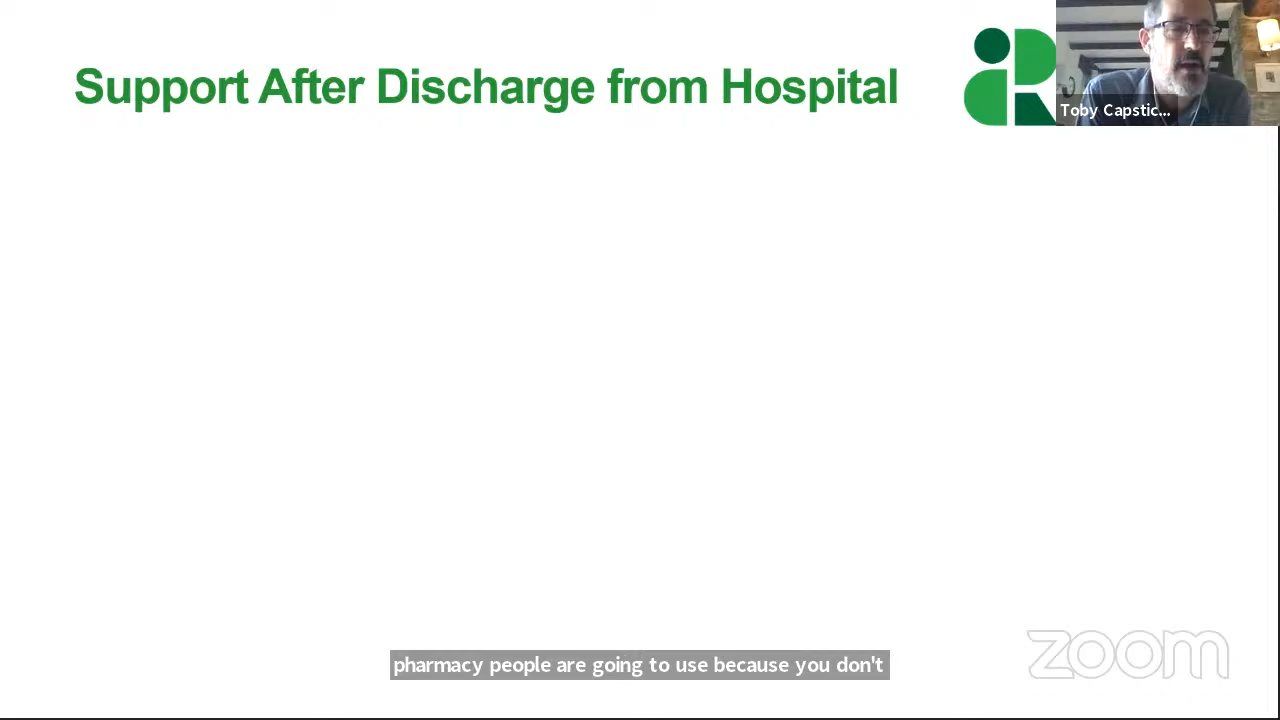 Support After Discharge from Hospital
Toby Capstic...
pharmacy people are going to use because you don't
zoom